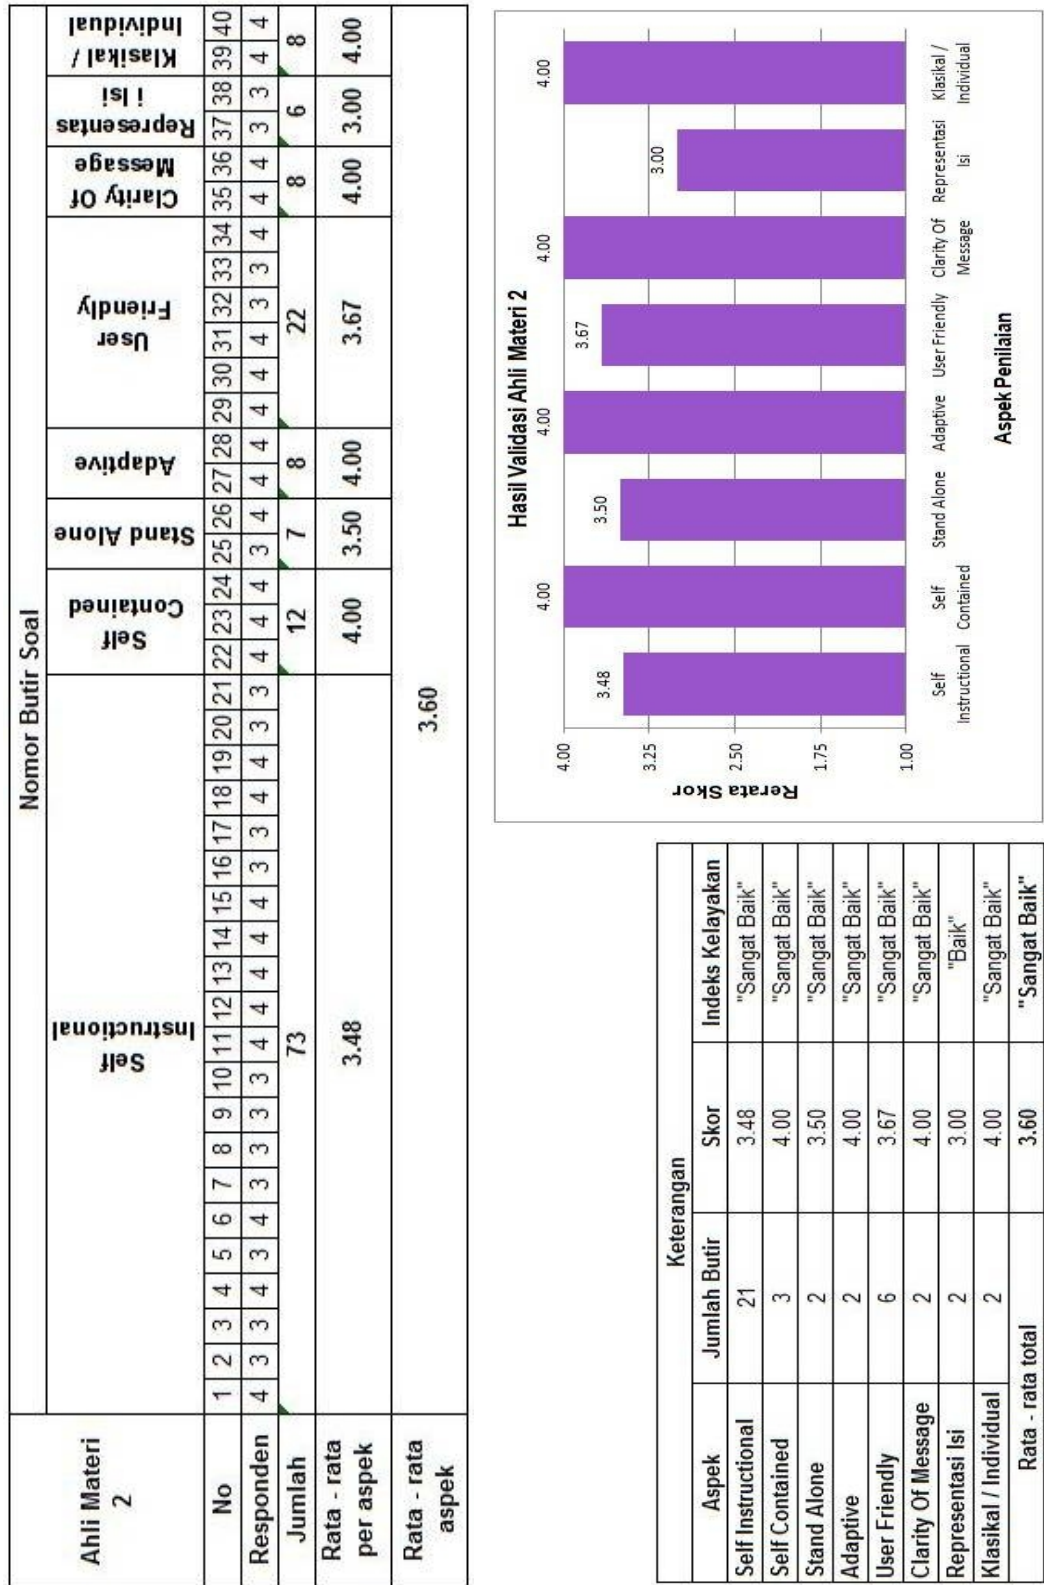 Ahli Materi
2
Nomor Butir Soal
Self
Instructional
Self
Contained
Stand Alone
Adaptive
User
Friendly
Clarity Of
Message
Representas
i Isi
Klasikal /
Individual
No 1 2 3 4 5 6 7 8 9 10 11 12 13 14 15 16 17 18 19 20 21 22 23 24 25 26 27 28 29 30 31 32 33 34 35 36 37 38 39 40
Responden 4 3 3 4 3 4 3 3 3 3 4 4 4 4 4 3 3 4 4 3 3 4 4 4 3 4 4 4 4 4 4 3 3 4 4 4 3 3 4 4
Jumlah 73 12 7 8 22 8 6 8
Rata - rata
per aspek
3.48 4.00 3.50 4.00 3.67 4.00 3.00 4.00
Rata - rata
aspek
3.60
Keterangan
Aspek Jumlah Butir Skor Indeks Kelayakan
Self Instructional 21 3.48 "Sangat Baik"
Self Contained 3 4.00 "Sangat Baik"
Stand Alone 2 3.50 "Sangat Baik"
Adaptive 2 4.00 "Sangat Baik"
User Friendly 6 3.67 "Sangat Baik"
Clarity Of Message 2 4.00 "Sangat Baik"
Representasi Isi 2 3.00 "Baik"
Klasikal / Individual 2 4.00 "Sangat Baik"
Rata - rata total 3.60 "Sangat Baik"
Hasil Validasi Ahli Materi 2
Rerata Skor
4.00
3.25
2.50
1.75
1.00
3.48
4.00
3.50
4.00
3.67
4.00
3.00
4.00
Self
Instructional
Self
Contained
Stand Alone
Adaptive
User Friendly
Clarity Of
Message
Representasi
Isi
Klasikal /
Individual
Aspek Penilaian